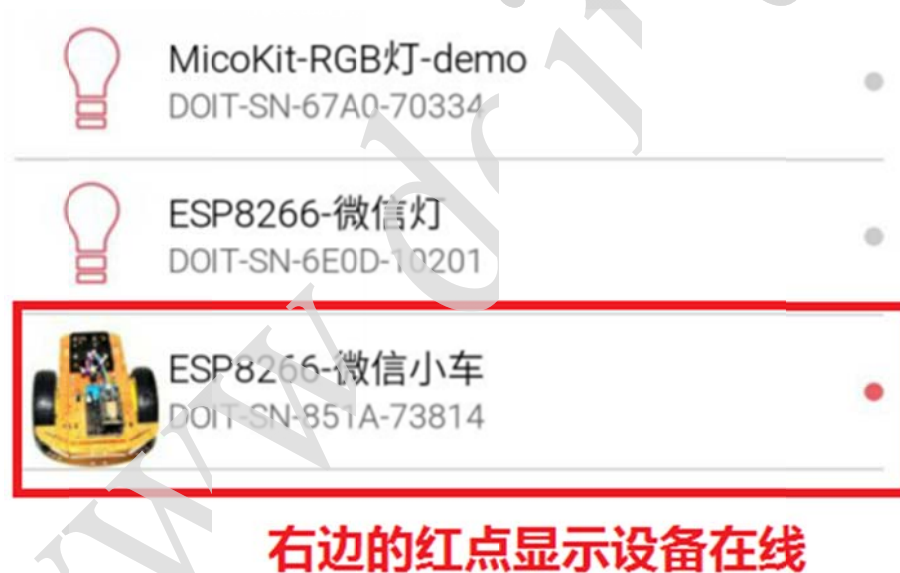 MicoKit-RGB灯-demo
DOIT-SN-67A0-70334
ESP8266-微信灯
DOIT-SN-6E0D-10201
ESP8266-微信小车
DOIT-SN-851A-73814
右边的红点显示设备在线